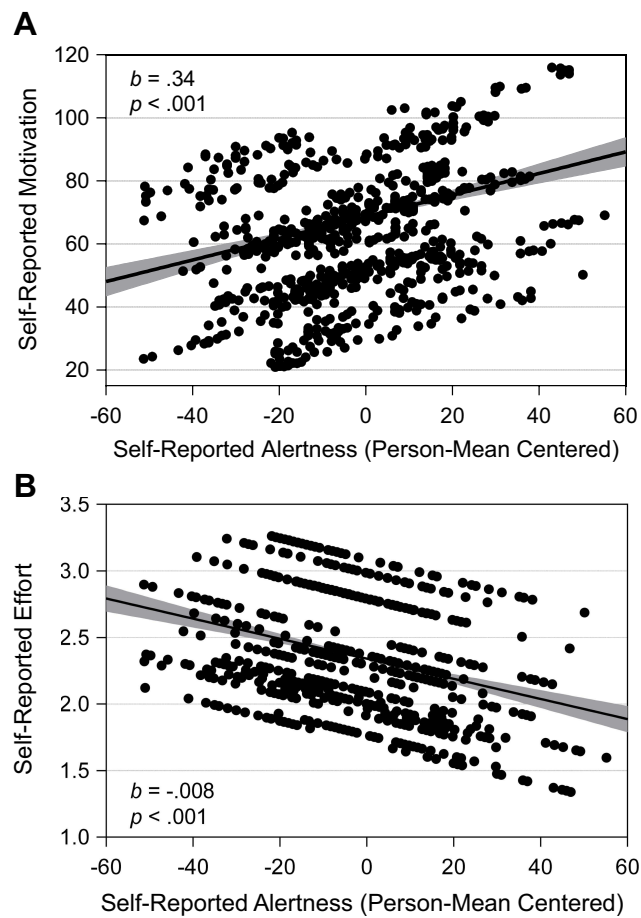 A
b = .34
p < .001
120
100
80
60
40
20
Self-Reported Motivation
-60 -40 -20 0 20 40 60
Self-Reported Alertness (Person-Mean Centered)
B
3.5
3.0
2.5
2.0
1.5
1.0
Self-Reported Effort
b = -.008
p < .001
-60 -40 -20 0 20 40 60
Self-Reported Alertness (Person-Mean Centered)